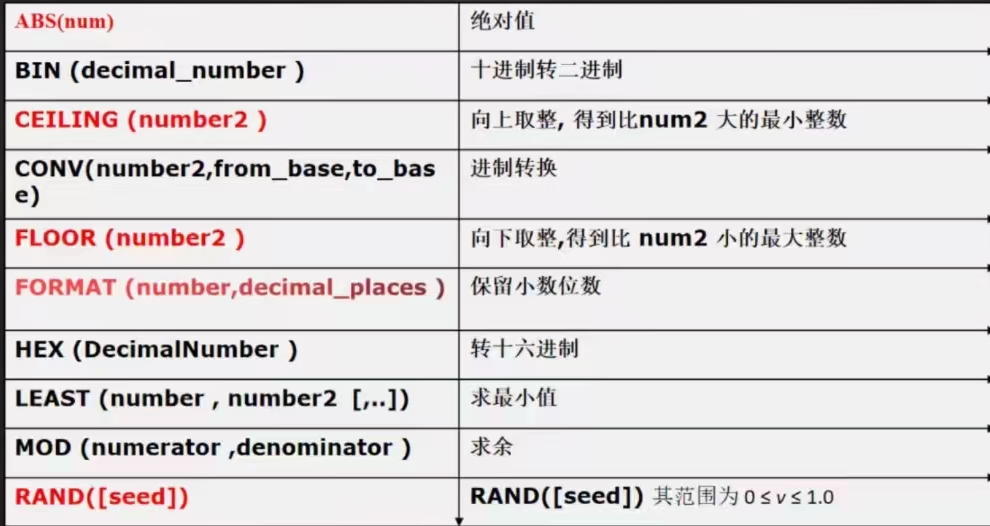 ABS(num)
绝对值
BIN (decimal_number )
十进制转二进制
CEILING (number2 )
向上取整, 得到比num2 大的最小整数
CONV(number2,from_base,to_bas
e)
进制转换
FLOOR (number2 )
向下取整,得到比 num2 小的最大整数
FORMAT (number,decimal_places )
保留小数位数
HEX (DecimalNumber )
转十六进制
LEAST (number , number2 [,..])
求最小值
MOD (numerator ,denominator )
求余
RAND([seed])
RAND([seed]) 其范围为 0 ≤ v ≤ 1.0